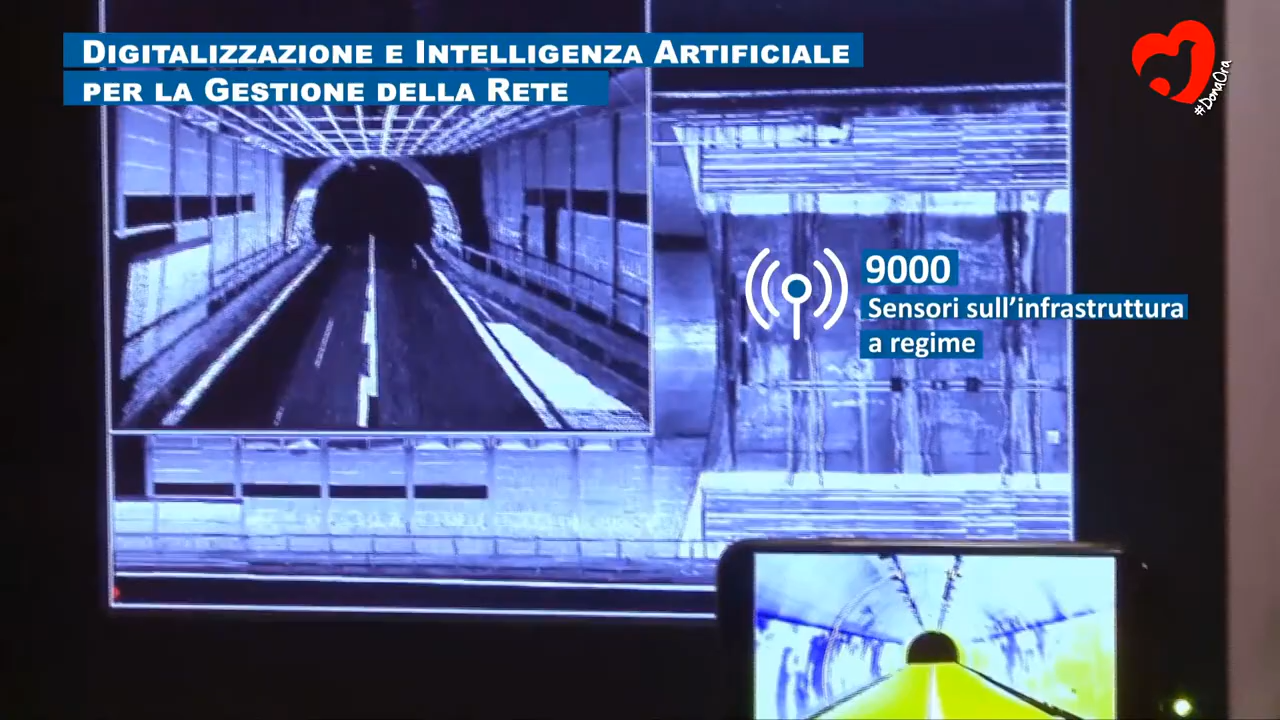 DIGITALIZZAZIONE E INTELLIGENZA ARTIFICIALE
PER LA GESTIONE DELLA RETE
#DonaOra
9000
Sensori sull'infrastruttura
a regime